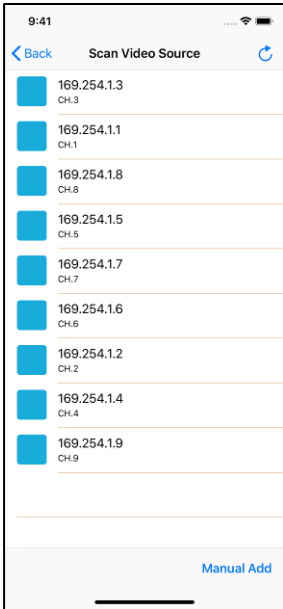 9:41
Back Scan Video Source
169.254.1.3
CH.3
169.254.1.1
CH.1
169.254.1.8
CH.8
169.254.1.5
CH.5
169.254.1.7
CH.7
169.254.1.6
CH.6
169.254.1.2
CH.2
169.254.1.4
CH.4
169.254.1.9
CH.9
Manual Add